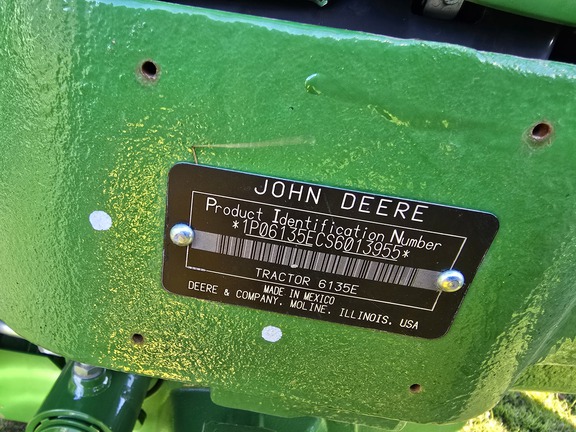 JOHN DEERE
Product Identification Number
*1P06135ECS6013955*
TRACTOR 6135E
MADE IN MEXICO
DEERE & COMPANY, MOLINE, ILLINOIS, USA